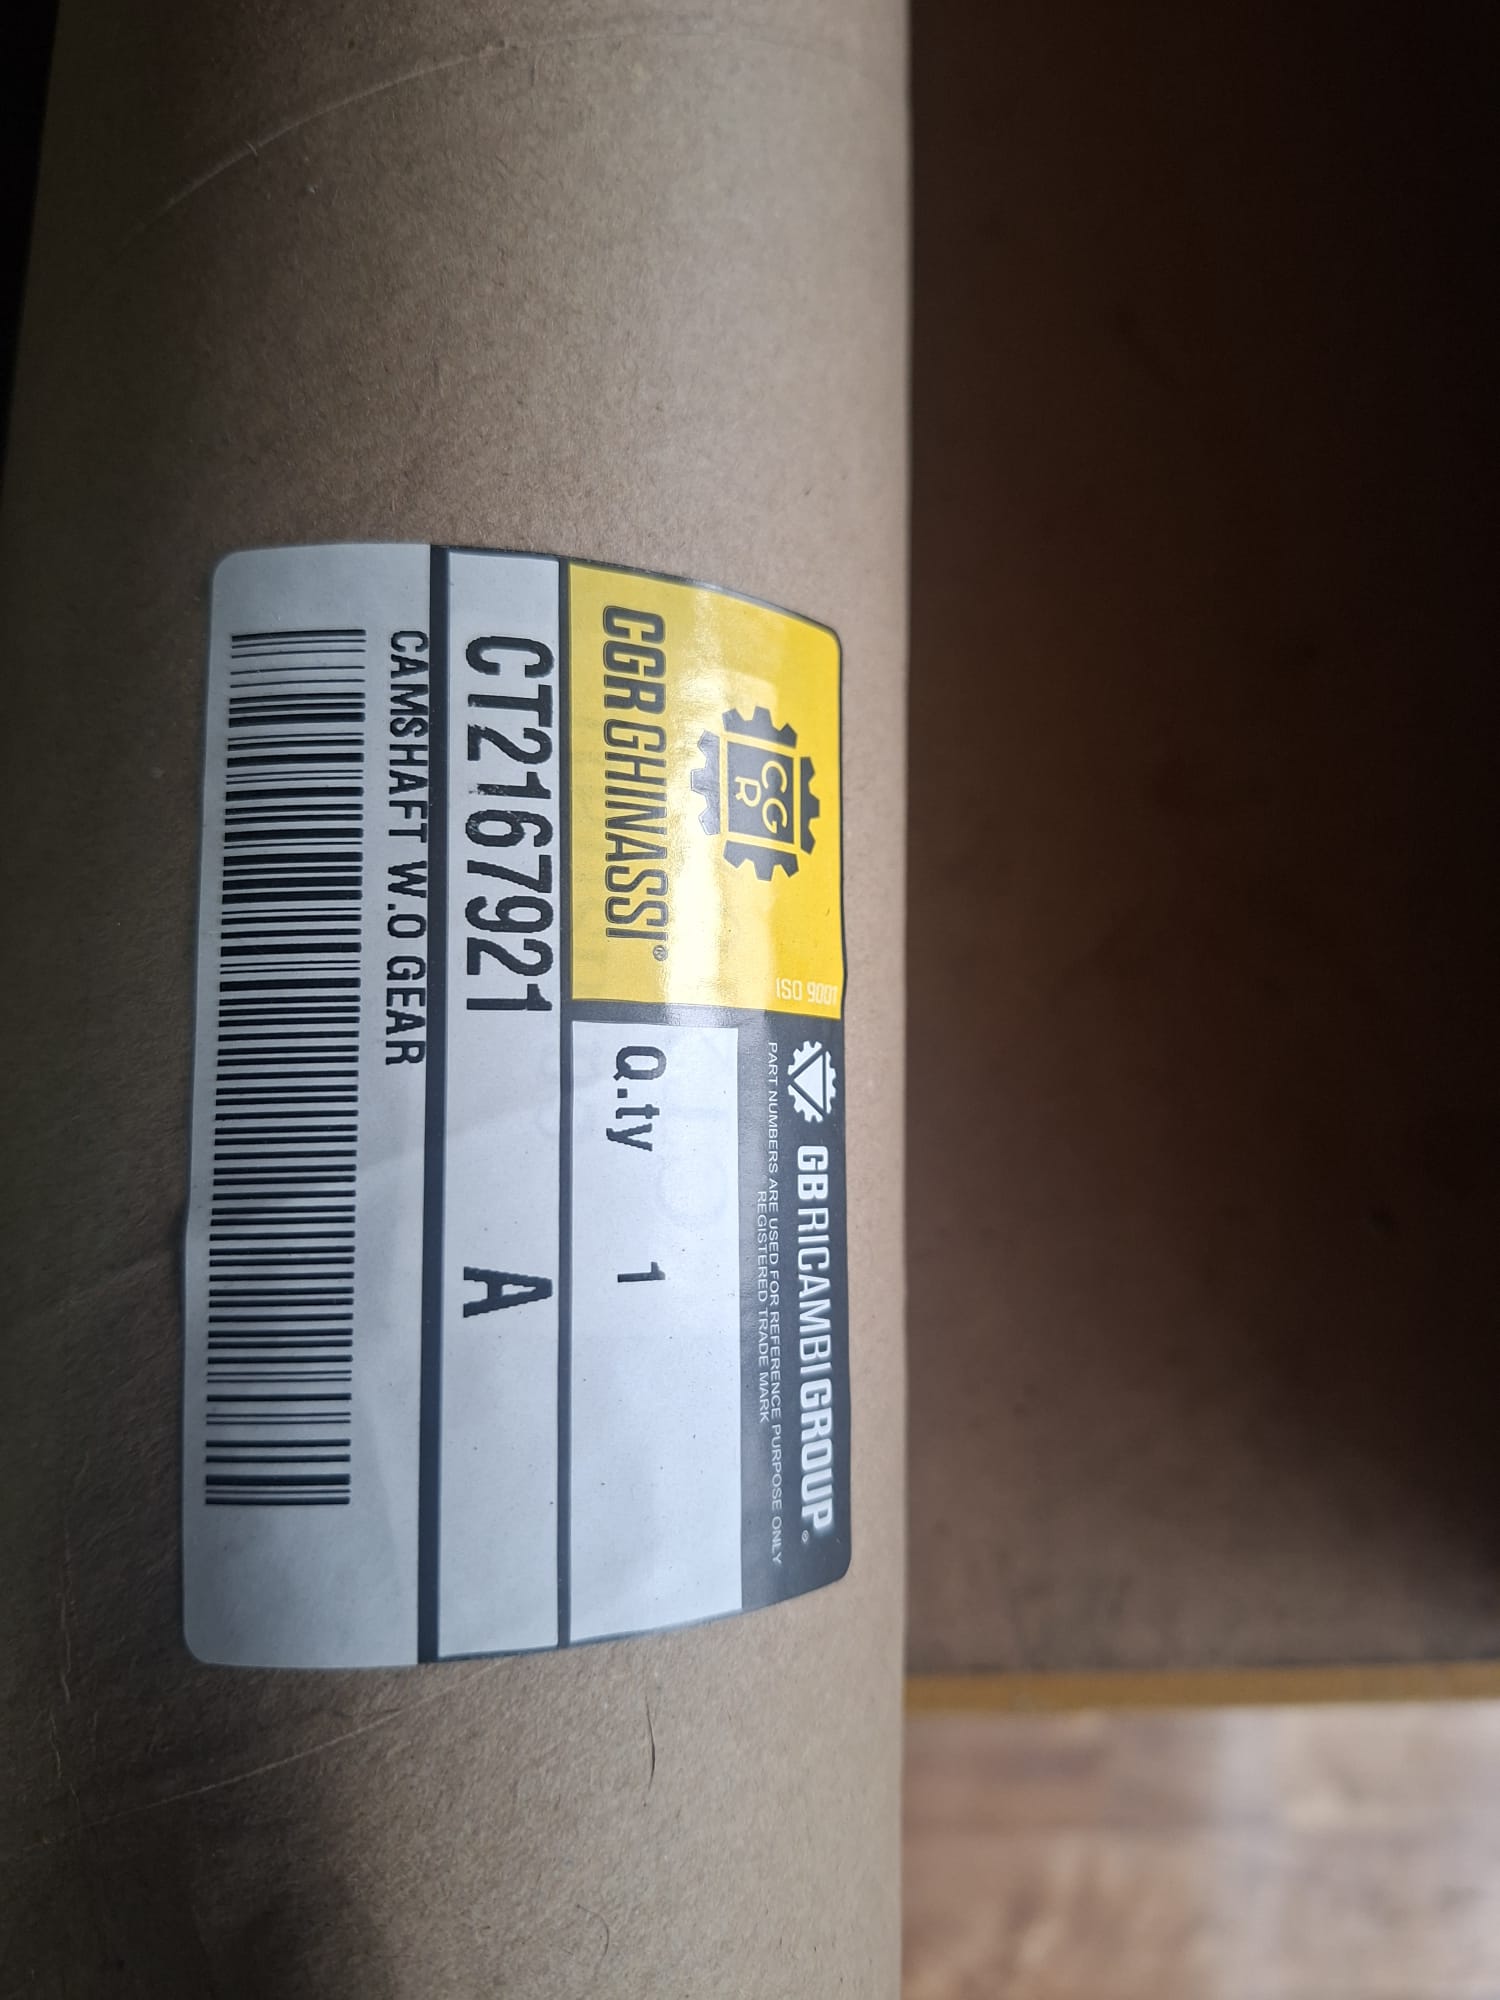 CGR
CGR GHINASSI®
ISO 9001
GB RICAMBI GROUP®
PART NUMBERS ARE USED FOR REFERENCE PURPOSE ONLY
REGISTERED TRADE MARK
Q.ty 1
CT2167921 A
CAMSHAFT W.O GEAR